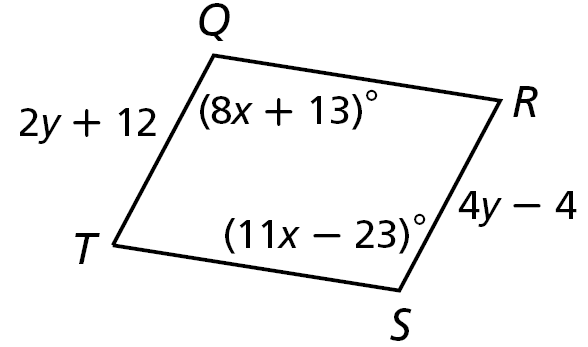 Q
2y + 12
(8x + 13)°
R
T
(11x − 23)°
4y − 4
S